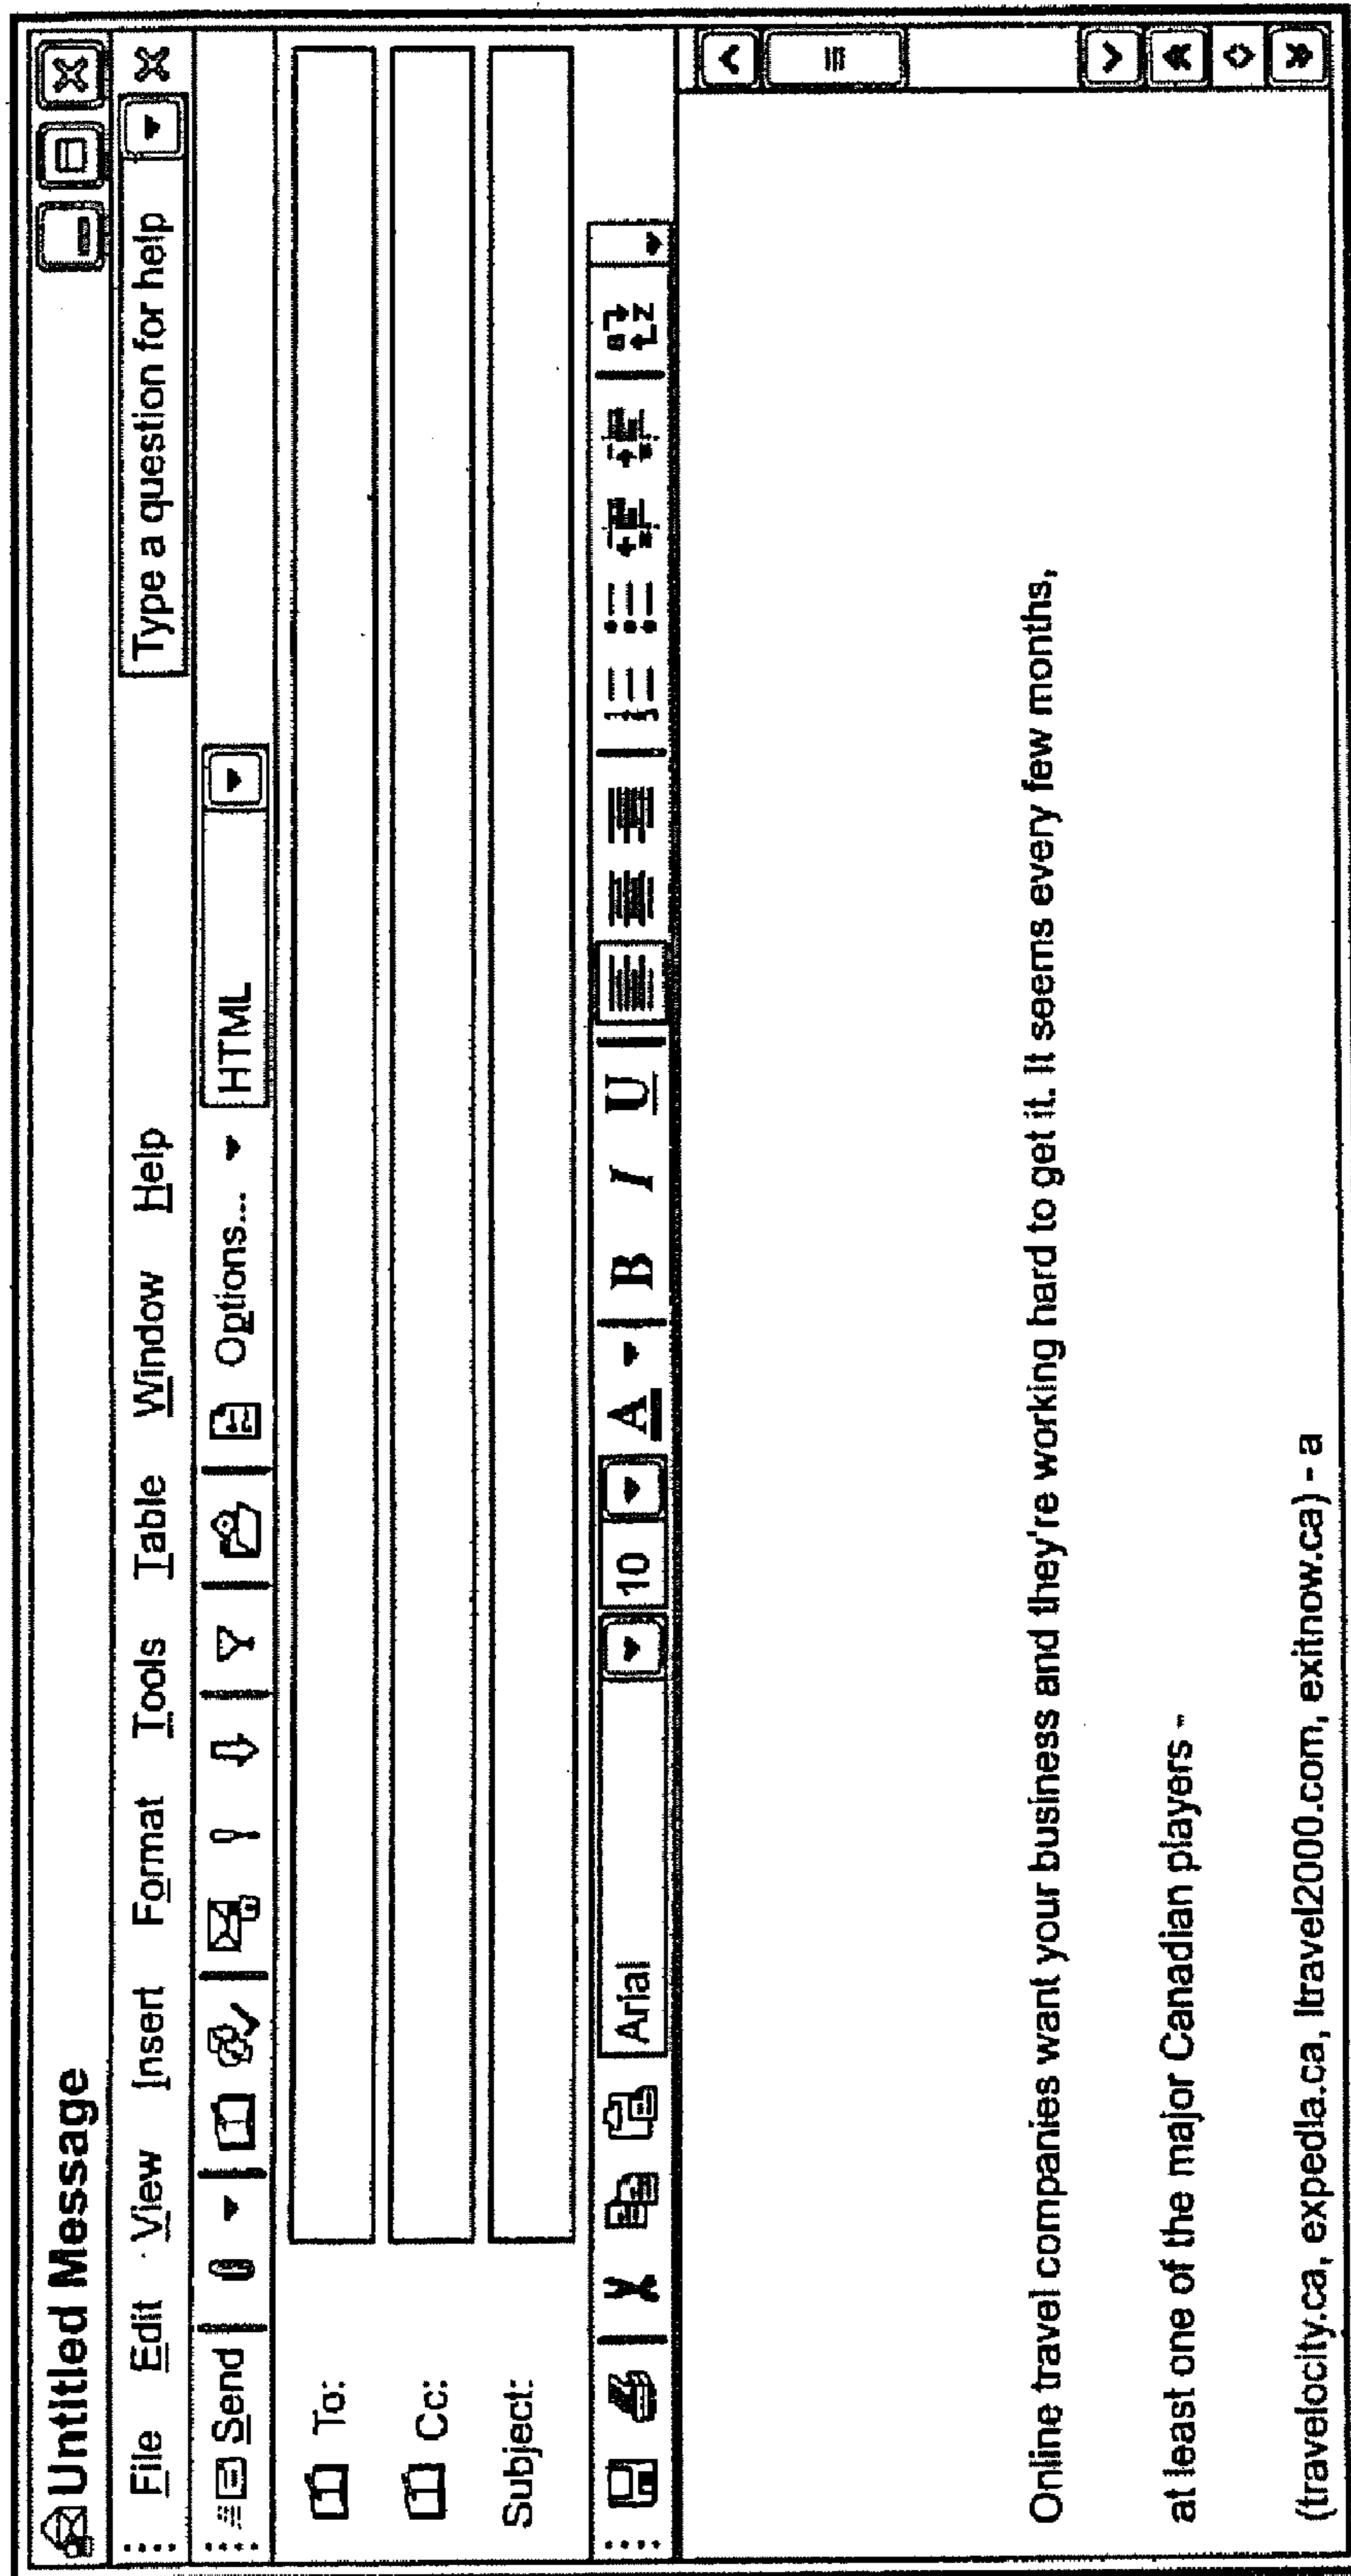 Untitled Message
File Edit View Insert Format Tools Table Window Help Type a question for help
Send Options... HTML
To:
Cc:
Subject:
Arial 10 A B I U
Online travel companies want your business and they're working hard to get it. It seems every few months,
at least one of the major Canadian players -
(travelocity.ca, expedia.ca, Itravel2000.com, exitnow.ca) - a